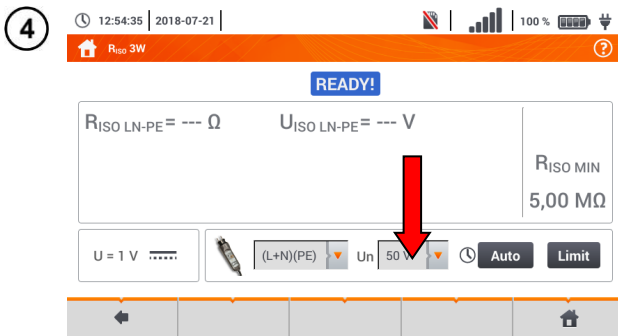 4
12:54:35 2018-07-21 100 %
RISO 3W ?
READY!
RISO LN-PE= --- Ω UISO LN-PE= --- V
RISO MIN
5,00 MΩ
U = 1 V (L+N)(PE) Un 50 V Auto Limit